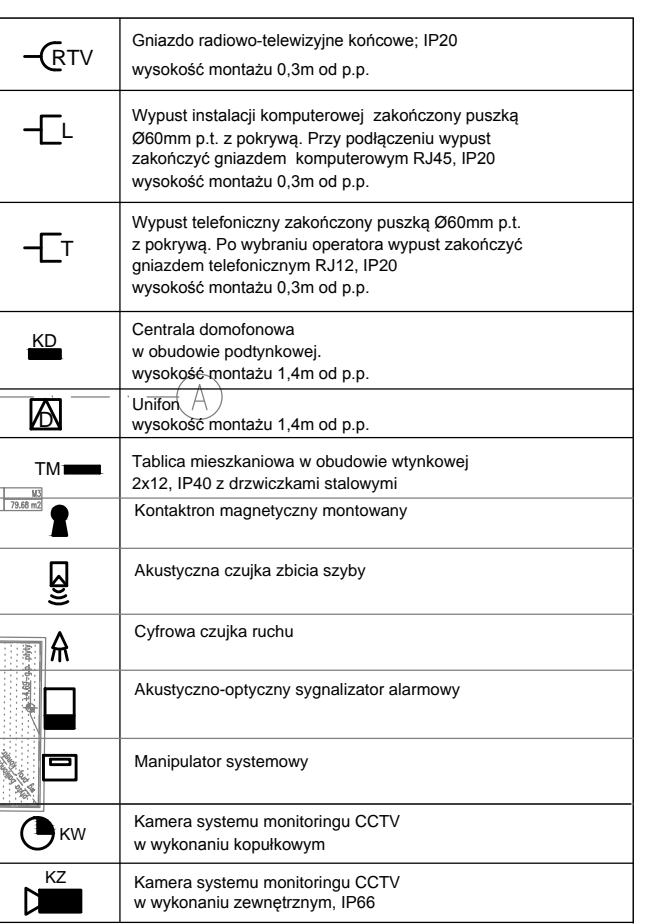 RTV
Gniazdo radiowo-telewizyjne końcowe; IP20
wysokość montażu 0,3m od p.p.
L
Wypust instalacji komputerowej zakończony puszką
Ø60mm p.t. z pokrywą. Przy podłączeniu wypust
zakończyć gniazdem komputerowym RJ45, IP20
wysokość montażu 0,3m od p.p.
T
Wypust telefoniczny zakończony puszką Ø60mm p.t.
z pokrywą. Po wybraniu operatora wypust zakończyć
gniazdem telefonicznym RJ12, IP20
wysokość montażu 0,3m od p.p.
KD
Centrala domofonowa
w obudowie podtynkowej.
wysokość montażu 1,4m od p.p.
A
D
Unifon
wysokość montażu 1,4m od p.p.
TM
Tablica mieszkaniowa w obudowie wtynkowej
2x12, IP40 z drzwiczkami stalowymi
M3
79.68 m2
Kontaktron magnetyczny montowany
Akustyczna czujka zbicia szyby
Cyfrowa czujka ruchu
Akustyczno-optyczny sygnalizator alarmowy
Manipulator systemowy
KW
Kamera systemu monitoringu CCTV
w wykonaniu kopułkowym
KZ
Kamera systemu monitoringu CCTV
w wykonaniu zewnętrznym, IP66